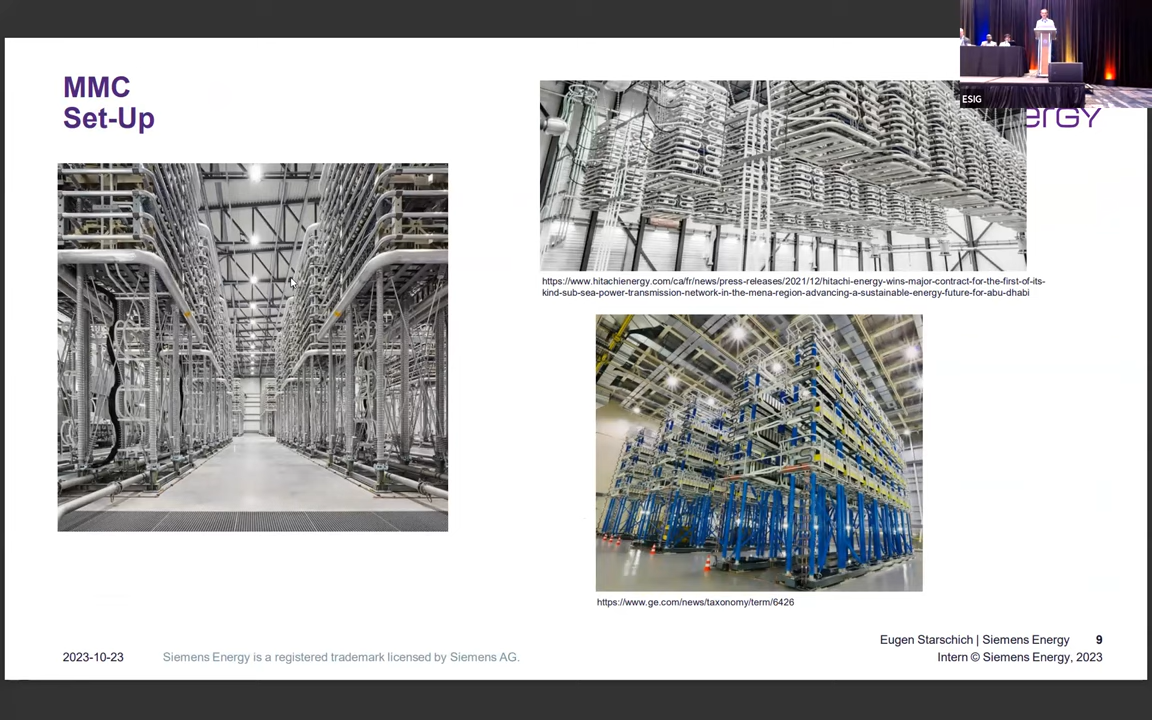 MMC
Set-Up
ESIG
ergy
https://www.hitachienergy.com/ca/fr/news/press-releases/2021/12/hitachi-energy-wins-major-contract-for-the-first-of-its-
kind-sub-sea-power-transmission-network-in-the-mena-region-advancing-a-sustainable-energy-future-for-abu-dhabi
https://www.ge.com/news/taxonomy/term/6426
Eugen Starschich | Siemens Energy 9
2023-10-23 Siemens Energy is a registered trademark licensed by Siemens AG. Intern © Siemens Energy, 2023